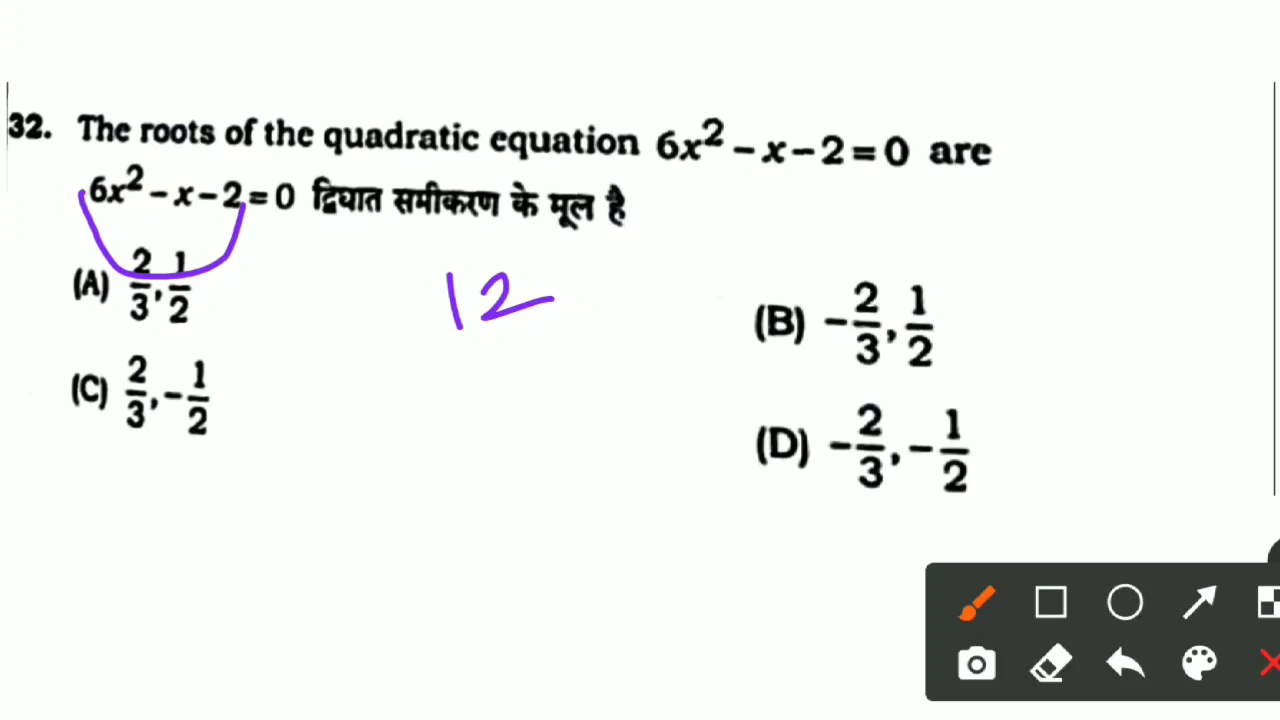 32. The roots of the quadratic equation 6x² – x – 2 = 0 are
6x² – x – 2 = 0 द्विघात समीकरण के मूल है
(A) 2/3, 1/2
12
(B) –2/3, 1/2
(C) 2/3, –1/2
(D) –2/3, –1/2